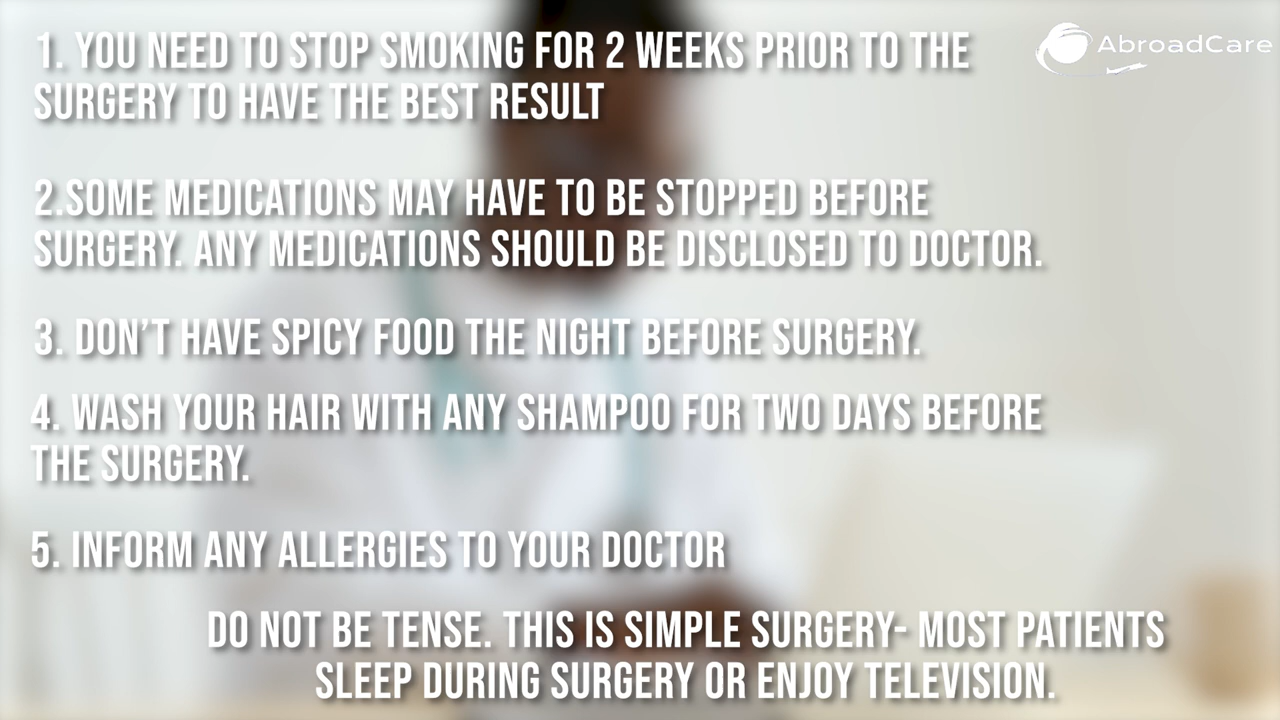 1. YOU NEED TO STOP SMOKING FOR 2 WEEKS PRIOR TO THE
SURGERY TO HAVE THE BEST RESULT
AbroadCare
2.SOME MEDICATIONS MAY HAVE TO BE STOPPED BEFORE
SURGERY. ANY MEDICATIONS SHOULD BE DISCLOSED TO DOCTOR.
3. DON'T HAVE SPICY FOOD THE NIGHT BEFORE SURGERY.
4. WASH YOUR HAIR WITH ANY SHAMPOO FOR TWO DAYS BEFORE
THE SURGERY.
5. INFORM ANY ALLERGIES TO YOUR DOCTOR
DO NOT BE TENSE. THIS IS SIMPLE SURGERY- MOST PATIENTS
SLEEP DURING SURGERY OR ENJOY TELEVISION.